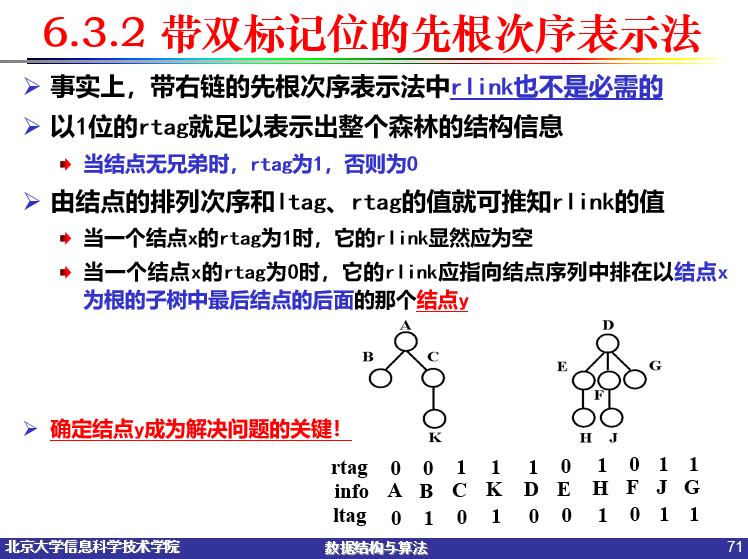 6.3.2 带双标记位的先根次序表示法
事实上，带右链的先根次序表示法中rlink也不是必需的
以1位的rtag就足以表示出整个森林的结构信息
当结点无兄弟时，rtag为1，否则为0
由结点的排列次序和ltag、rtag的值就可推知rlink的值
当一个结点x的rtag为1时，它的rlink显然应为空
当一个结点x的rtag为0时，它的rlink应指向结点序列中排在以结点x
为根的子树中最后结点的后面的那个结点y
A D
B C E G
F
K H J
确定结点y成为解决问题的关键！
rtag 0 0 1 1 1 0 1 0 1 1
info A B C K D E H F J G
ltag 0 1 0 1 0 0 1 0 1 1
北京大学信息科学技术学院 数据结构与算法 71